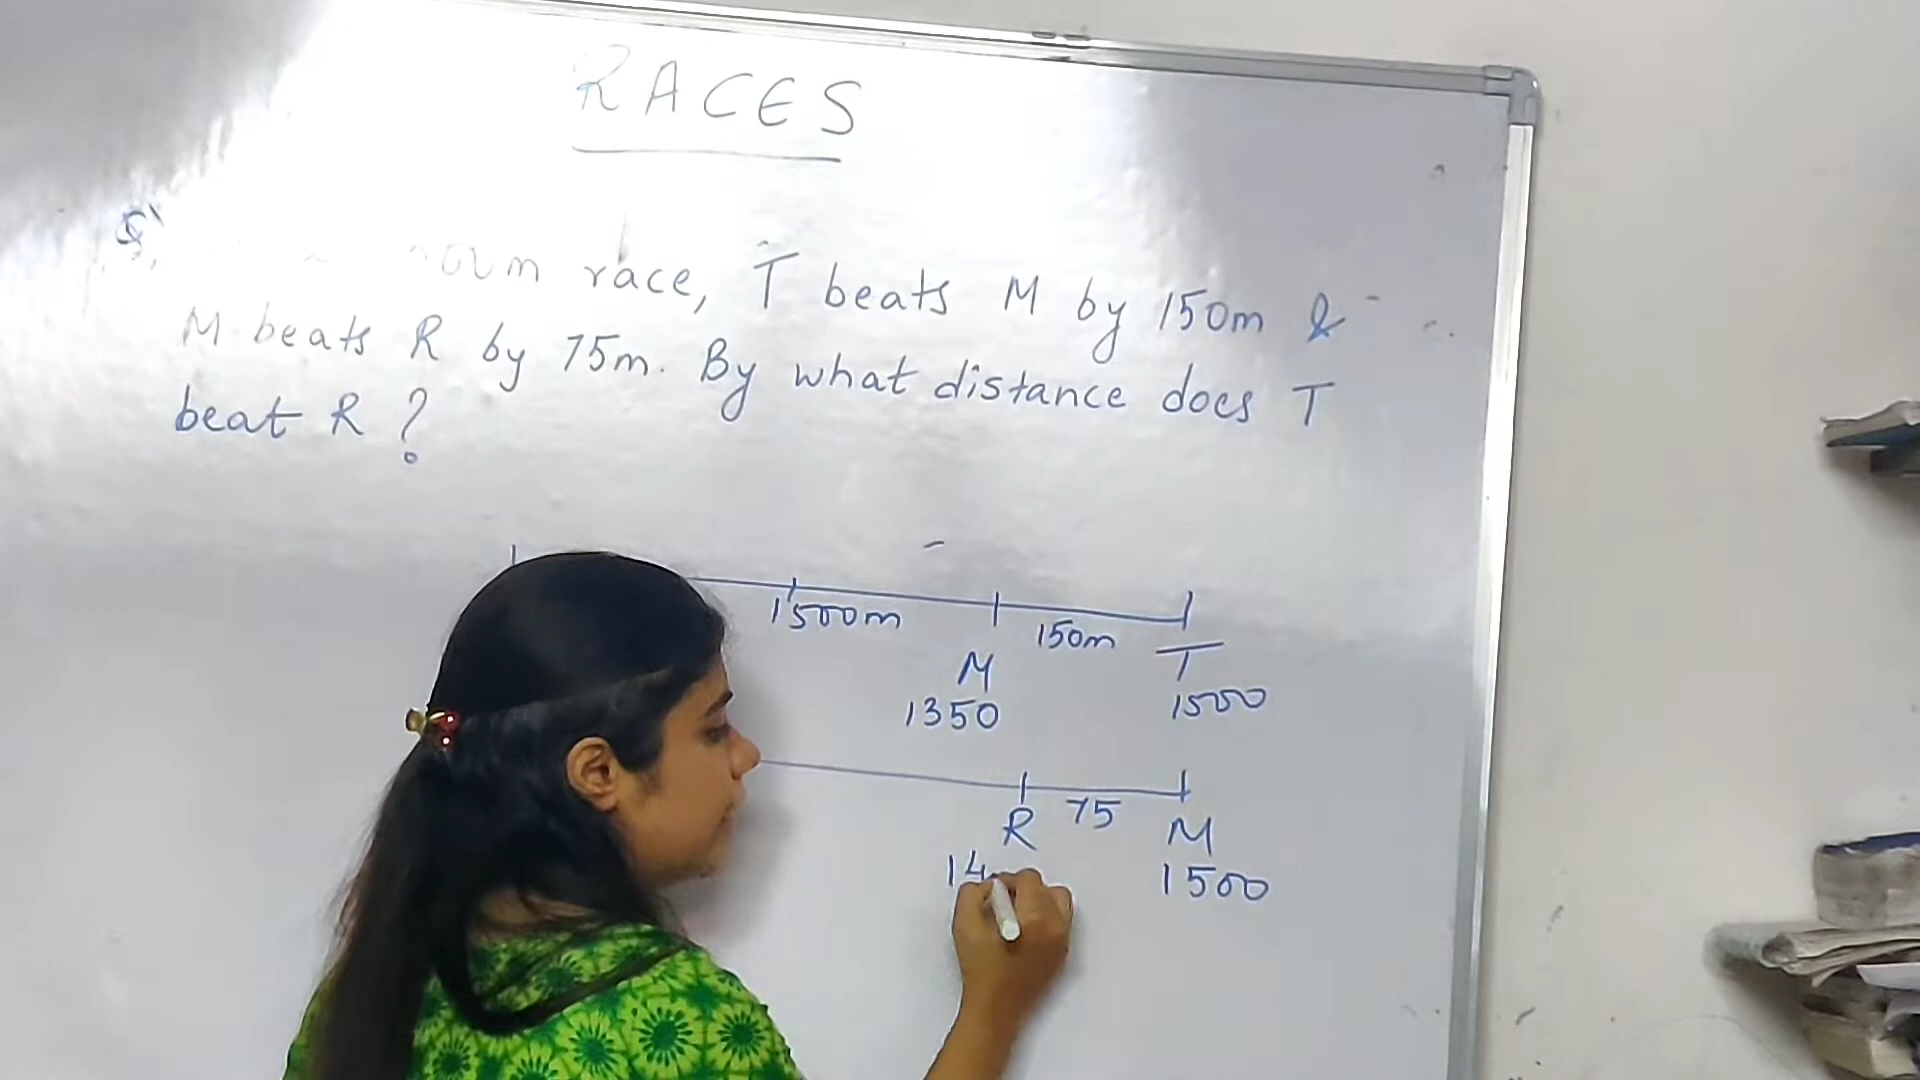 RACES
Q. race, T beats M by 150m &
M beats R by 75m. By what distance does T
beat R ?
1500m
150m
M
T
1350
1500
75
R
M
14
1500